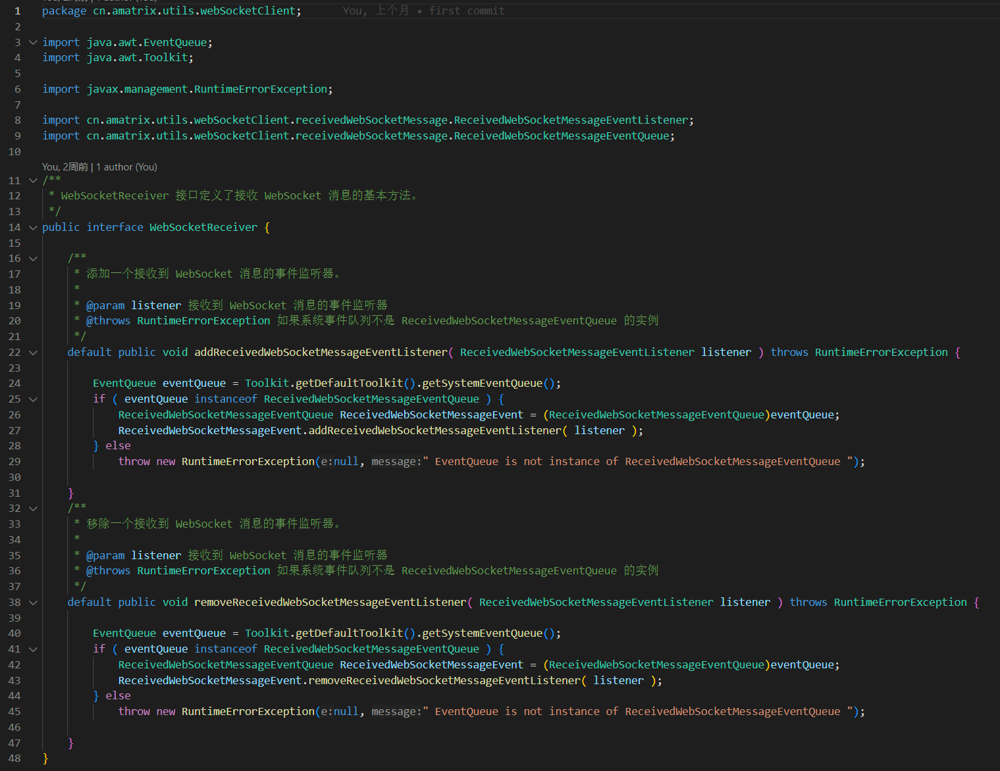 1 package cn.amatrix.utils.webSocketClient; You, 上个月 • first commit
2
3 import java.awt.EventQueue;
4 import java.awt.Toolkit;
5
6 import javax.management.RuntimeErrorException;
7
8 import cn.amatrix.utils.webSocketClient.receivedWebSocketMessage.ReceivedWebSocketMessageEventListener;
9 import cn.amatrix.utils.webSocketClient.receivedWebSocketMessage.ReceivedWebSocketMessageEventQueue;
10
You, 2周前 | 1 author (You)
11 /**
12 * WebSocketReceiver 接口定义了接收 WebSocket 消息的基本方法。
13 */
14 public interface WebSocketReceiver {
15
16 /**
17 * 添加一个接收到 WebSocket 消息的事件监听器。
18 *
19 * @param listener 接收到 WebSocket 消息的事件监听器
20 * @throws RuntimeErrorException 如果系统事件队列不是 ReceivedWebSocketMessageEventQueue 的实例
21 */
22 default public void addReceivedWebSocketMessageEventListener( ReceivedWebSocketMessageEventListener listener ) throws RuntimeErrorException {
23
24 EventQueue eventQueue = Toolkit.getDefaultToolkit().getSystemEventQueue();
25 if ( eventQueue instanceof ReceivedWebSocketMessageEventQueue ) {
26 ReceivedWebSocketMessageEventQueue ReceivedWebSocketMessageEvent = (ReceivedWebSocketMessageEventQueue)eventQueue;
27 ReceivedWebSocketMessageEvent.addReceivedWebSocketMessageEventListener( listener );
28 } else
29 throw new RuntimeErrorException(e:null, message:" EventQueue is not instance of ReceivedWebSocketMessageEventQueue ");
30
31 }
32 /**
33 * 移除一个接收到 WebSocket 消息的事件监听器。
34 *
35 * @param listener 接收到 WebSocket 消息的事件监听器
36 * @throws RuntimeErrorException 如果系统事件队列不是 ReceivedWebSocketMessageEventQueue 的实例
37 */
38 default public void removeReceivedWebSocketMessageEventListener( ReceivedWebSocketMessageEventListener listener ) throws RuntimeErrorException {
39
40 EventQueue eventQueue = Toolkit.getDefaultToolkit().getSystemEventQueue();
41 if ( eventQueue instanceof ReceivedWebSocketMessageEventQueue ) {
42 ReceivedWebSocketMessageEventQueue ReceivedWebSocketMessageEvent = (ReceivedWebSocketMessageEventQueue)eventQueue;
43 ReceivedWebSocketMessageEvent.removeReceivedWebSocketMessageEventListener( listener );
44 } else
45 throw new RuntimeErrorException(e:null, message:" EventQueue is not instance of ReceivedWebSocketMessageEventQueue ");
46
47 }
48 }